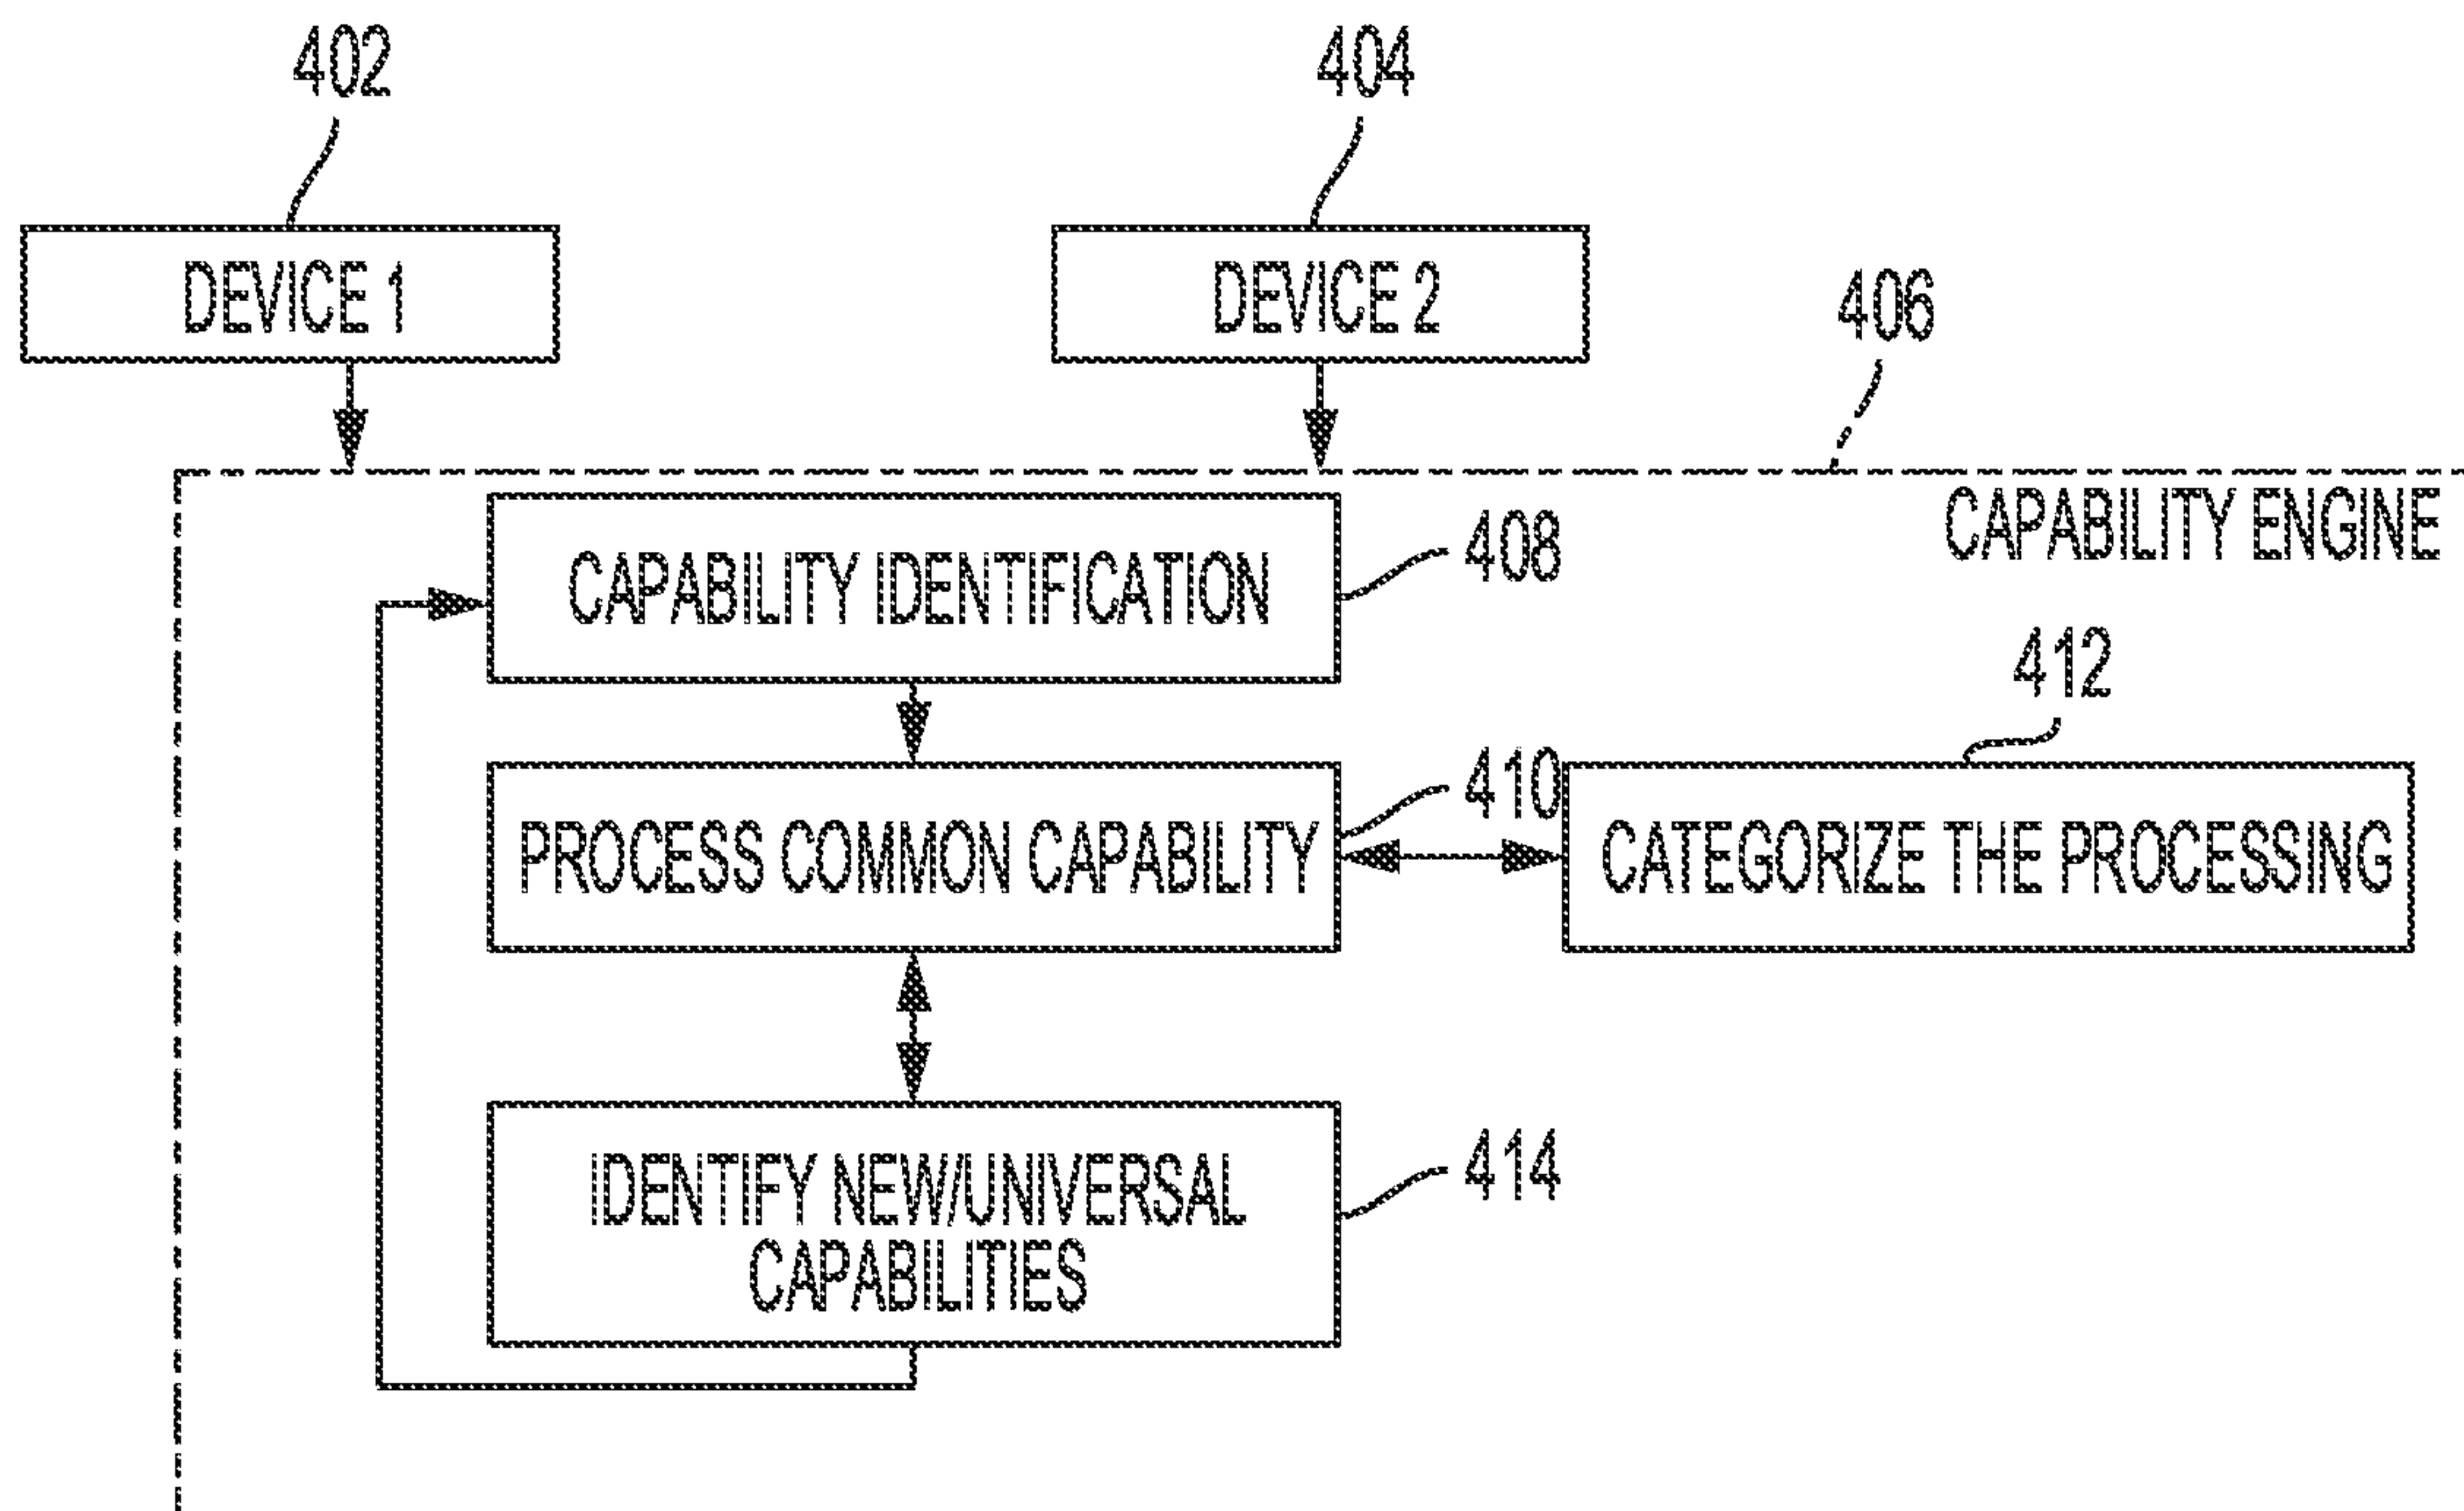 402
404
DEVICE 1
DEVICE 2
406
CAPABILITY ENGINE
CAPABILITY IDENTIFICATION
408
412
410
PROCESS COMMON CAPABILITY
CATEGORIZE THE PROCESSING
IDENTIFY NEW/UNIVERSAL
CAPABILITIES
414